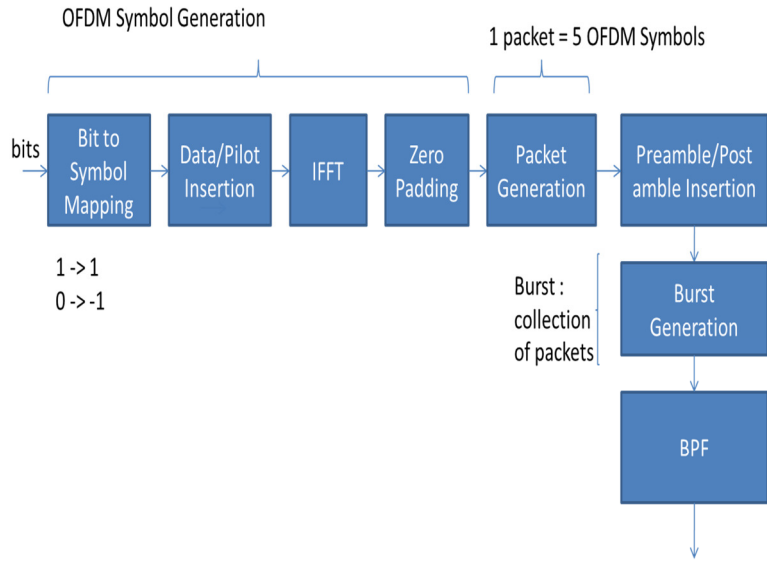 OFDM Symbol Generation
1 packet = 5 OFDM Symbols
bits
Bit to
Symbol
Mapping
Data/Pilot
Insertion
IFFT
Zero
Padding
Packet
Generation
Preamble/Post
amble Insertion
1 -> 1
0 -> -1
Burst :
collection
of packets
Burst
Generation
BPF